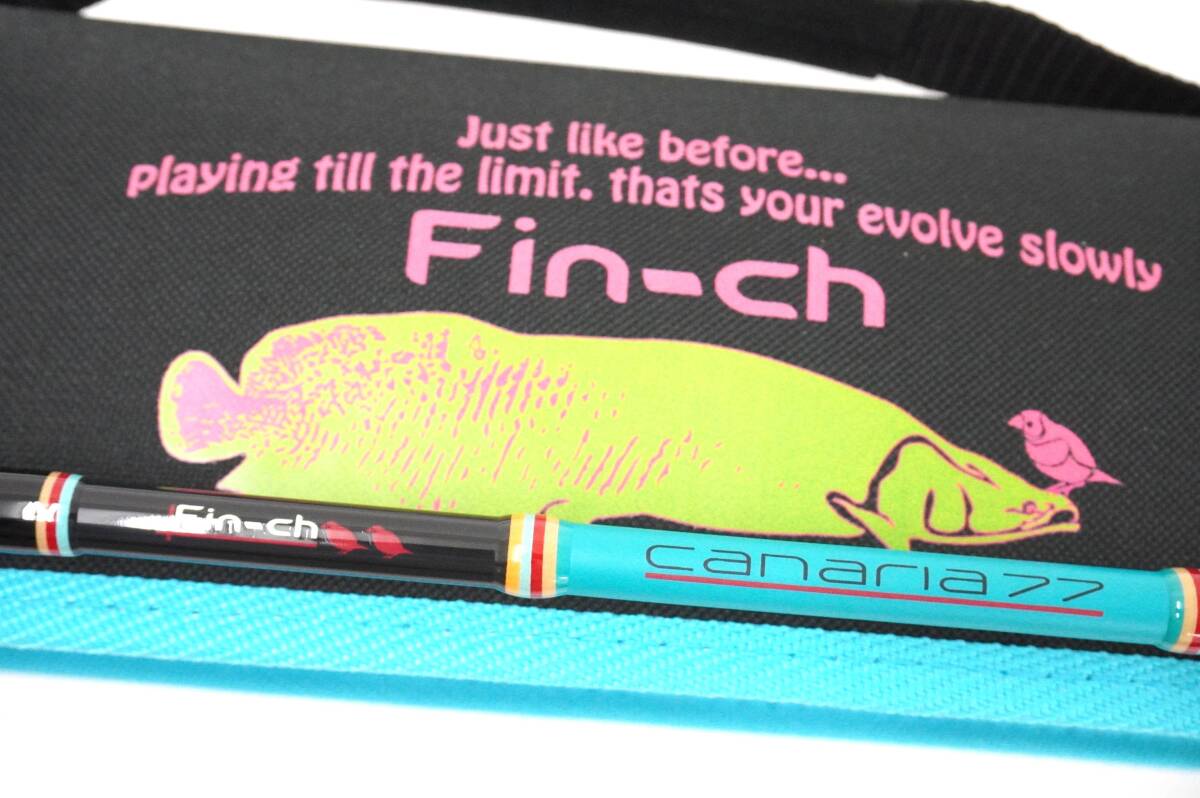 Just like before...
playing till the limit. thats your evolve slowly
Fin-ch
Fin-ch
canaria77